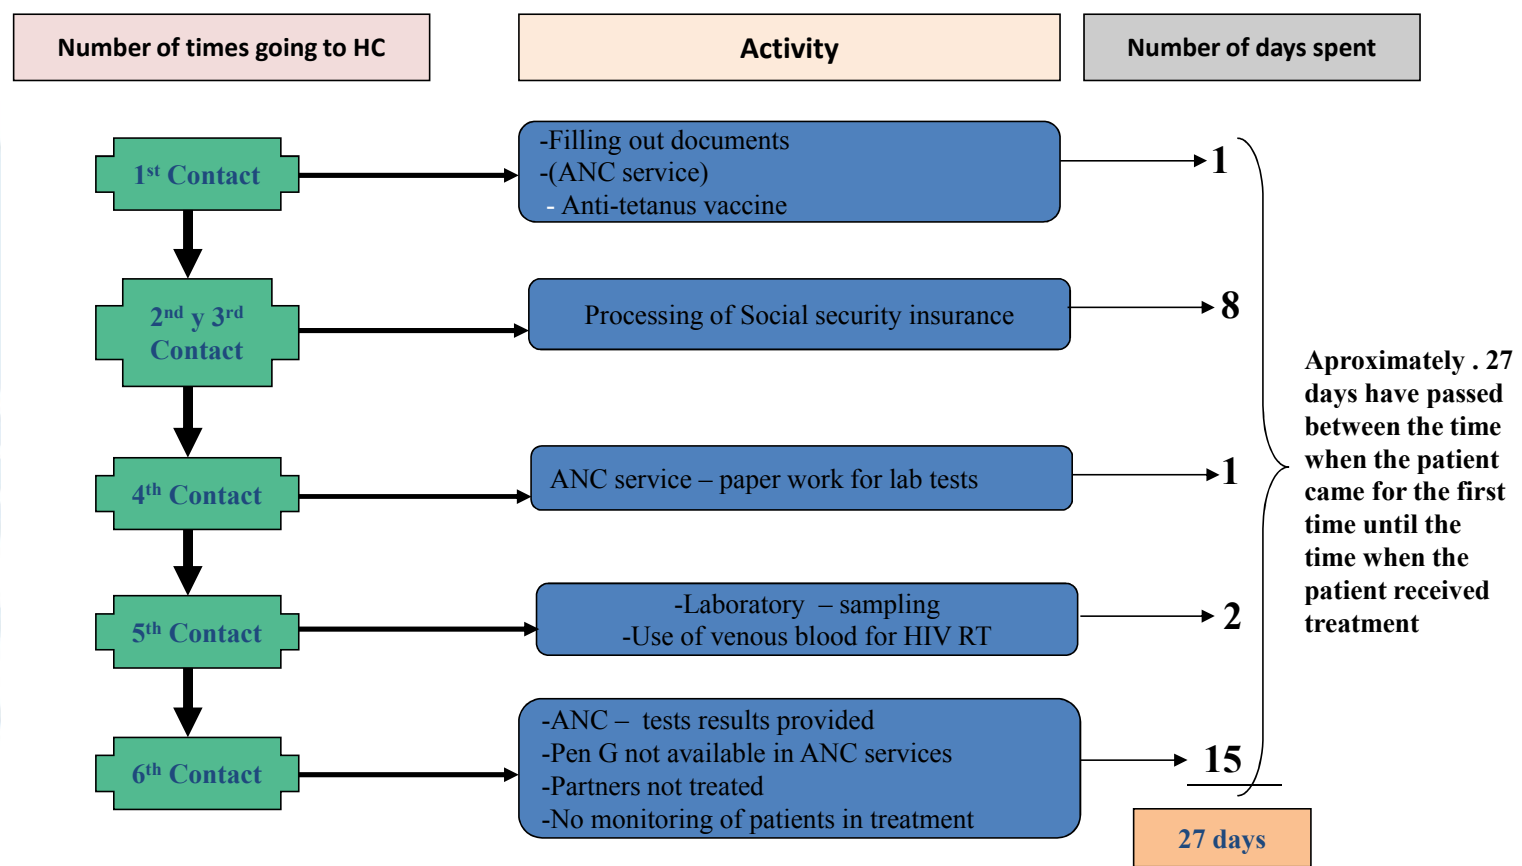 Number of times going to HC
Activity
Number of days spent
1st Contact
-Filling out documents
-(ANC service)
- Anti-tetanus vaccine
1
2nd y 3rd
Contact
Processing of Social security insurance
8
4th Contact
ANC service – paper work for lab tests
1
5th Contact
-Laboratory – sampling
-Use of venous blood for HIV RT
2
6th Contact
-ANC – tests results provided
-Pen G not available in ANC services
-Partners not treated
-No monitoring of patients in treatment
15
27 days
Aproximately . 27
days have passed
between the time
when the patient
came for the first
time until the
time when the
patient received
treatment